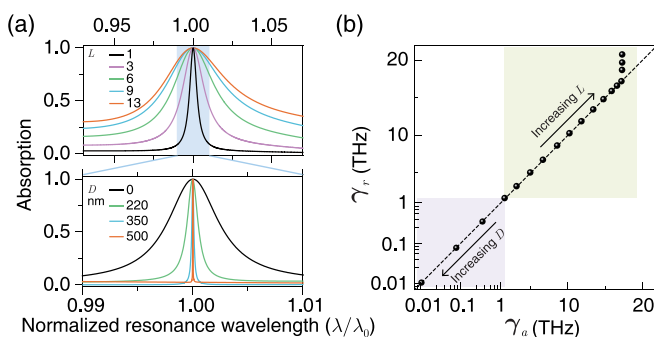 (a)
0.95 1.00 1.05
1.0
0.5
0.0
L
1
3
6
9
13
1.0
0.5
0.0
D
nm
0
220
350
500
0.99 1.00 1.01
Absorption
Normalized resonance wavelength (λ/λ₀)
(b)
20
10
1
0.1
0.01
γᵣ (THz)
Increasing L
Increasing D
0.01 0.1 1 10 20
γₐ (THz)